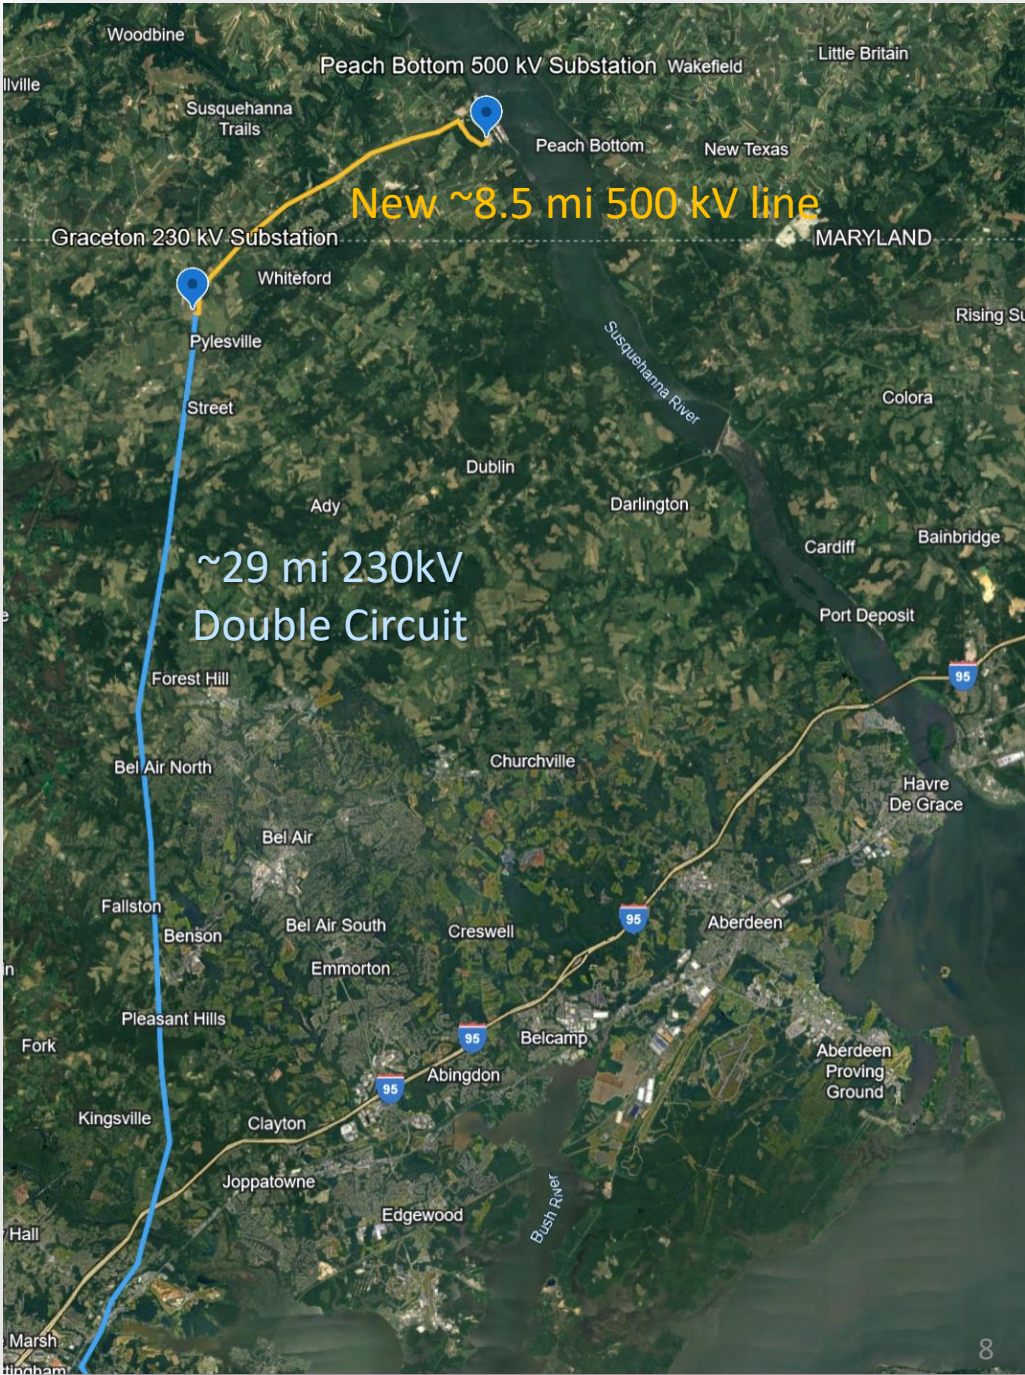 Woodbine
Little Britain
Peach Bottom 500 kV Substation
Wakefield
llville
Susquehanna
Trails
Peach Bottom
New Texas
New ~8.5 mi 500 kV line
Graceton 230 kV Substation
MARYLAND
Whiteford
Rising Su
Pylesville
Susquehanna River
Street
Colora
Dublin
Ady
Darlington
Bainbridge
Cardiff
~29 mi 230kV
Double Circuit
e
Port Deposit
Forest Hill
95
Bel Air North
Churchville
Havre
De Grace
Bel Air
Fallston
Benson
Bel Air South
Creswell
95
Aberdeen
Emmorton
in
Pleasant Hills
Fork
95
Belcamp
Aberdeen
Proving
Ground
Abingdon
95
Kingsville
Clayton
Joppatowne
Edgewood
Bush River
Hall
Marsh
ttingham
8